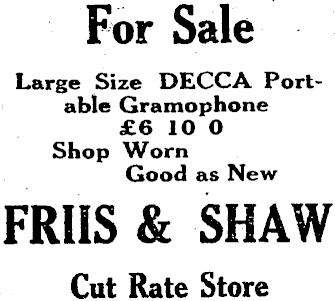 For Sale
Large Size DECCA Port-
able Gramophone
£6 10 0
Shop Worn
Good as New
FRIIS & SHAW
Cut Rate Store